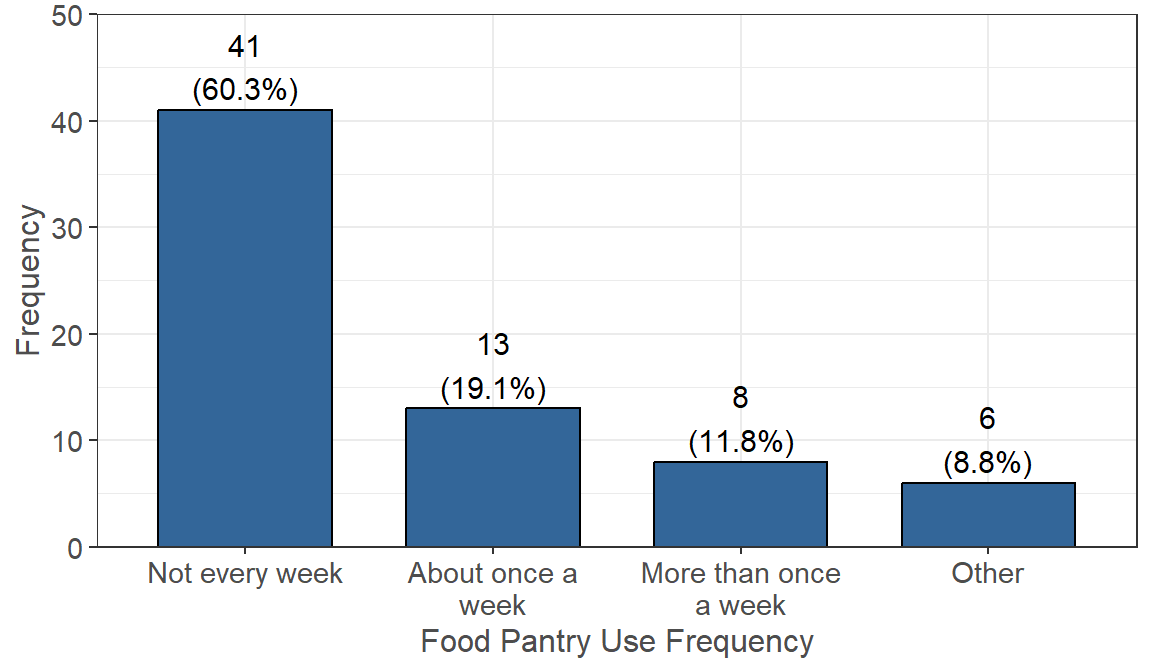 Frequency
50
40
30
20
10
0
41
(60.3%)
13
(19.1%)
8
(11.8%)
6
(8.8%)
Not every week
About once a
week
More than once
a week
Other
Food Pantry Use Frequency